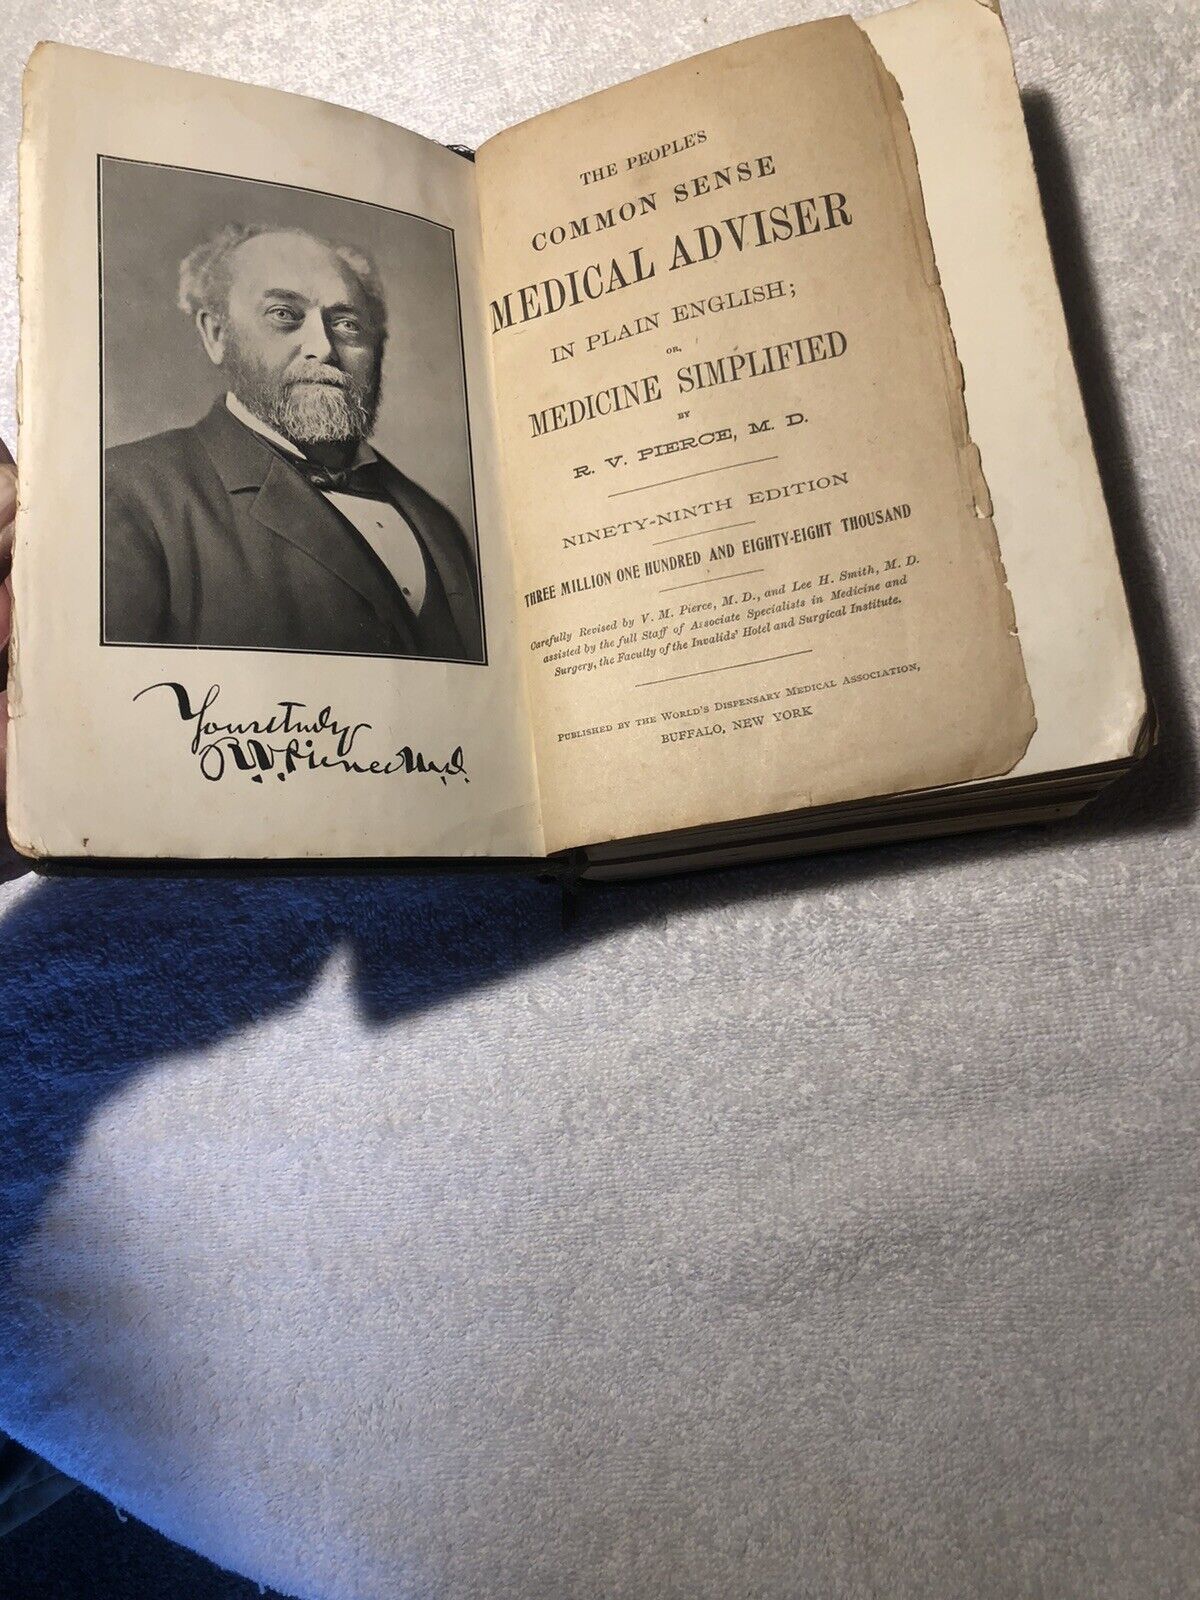 Yours truly
R.V. Pierce M.D.
THE PEOPLE'S
COMMON SENSE
MEDICAL ADVISER
IN PLAIN ENGLISH;
OR,
MEDICINE SIMPLIFIED
BY
R. V. PIERCE, M. D.
NINETY-NINTH EDITION
THREE MILLION ONE HUNDRED AND EIGHTY-EIGHT THOUSAND
Carefully Revised by V. M. Pierce, M. D., and Lee H. Smith, M. D.
assisted by the full Staff of Associate Specialists in Medicine and
Surgery, the Faculty of the Invalids' Hotel and Surgical Institute.
PUBLISHED BY THE WORLD'S DISPENSARY MEDICAL ASSOCIATION,
BUFFALO, NEW YORK